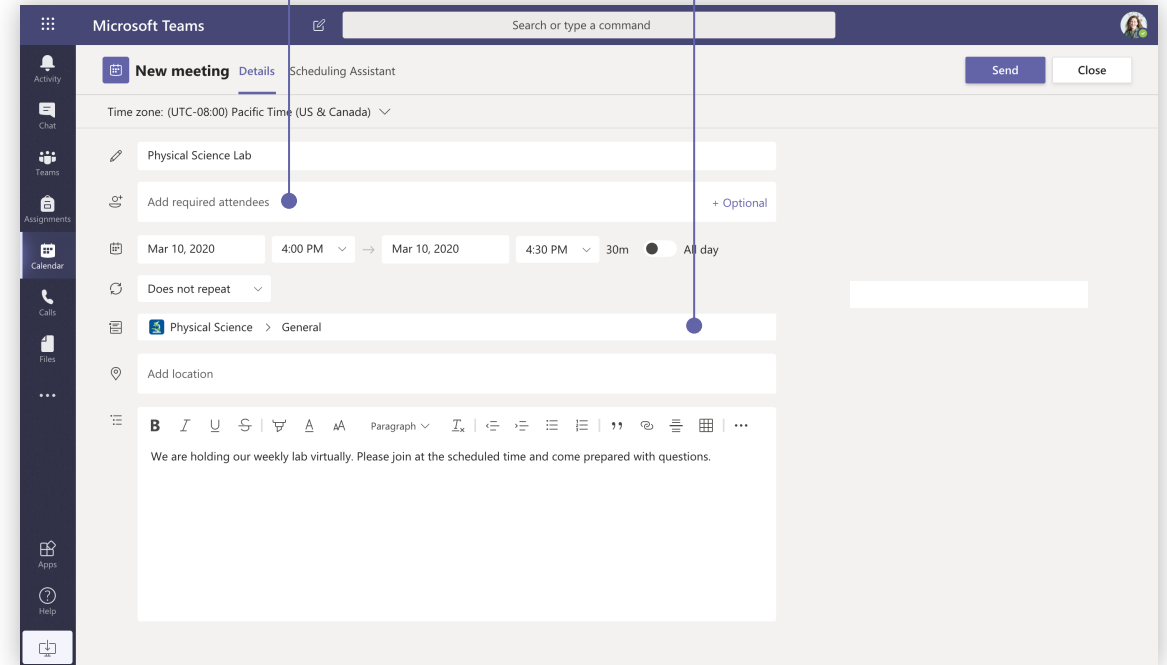 Microsoft Teams
Search or type a command
Activity
Chat
Teams
Assignments
Calendar
Calls
Files
Apps
Help
New meeting Details Scheduling Assistant
Send
Close
Time zone: (UTC-08:00) Pacific Time (US & Canada)
Physical Science Lab
Add required attendees
+ Optional
Mar 10, 2020 4:00 PM → Mar 10, 2020 4:30 PM 30m All day
Does not repeat
Physical Science > General
Add location
B I U S A AA Paragraph Tx
We are holding our weekly lab virtually. Please join at the scheduled time and come prepared with questions.